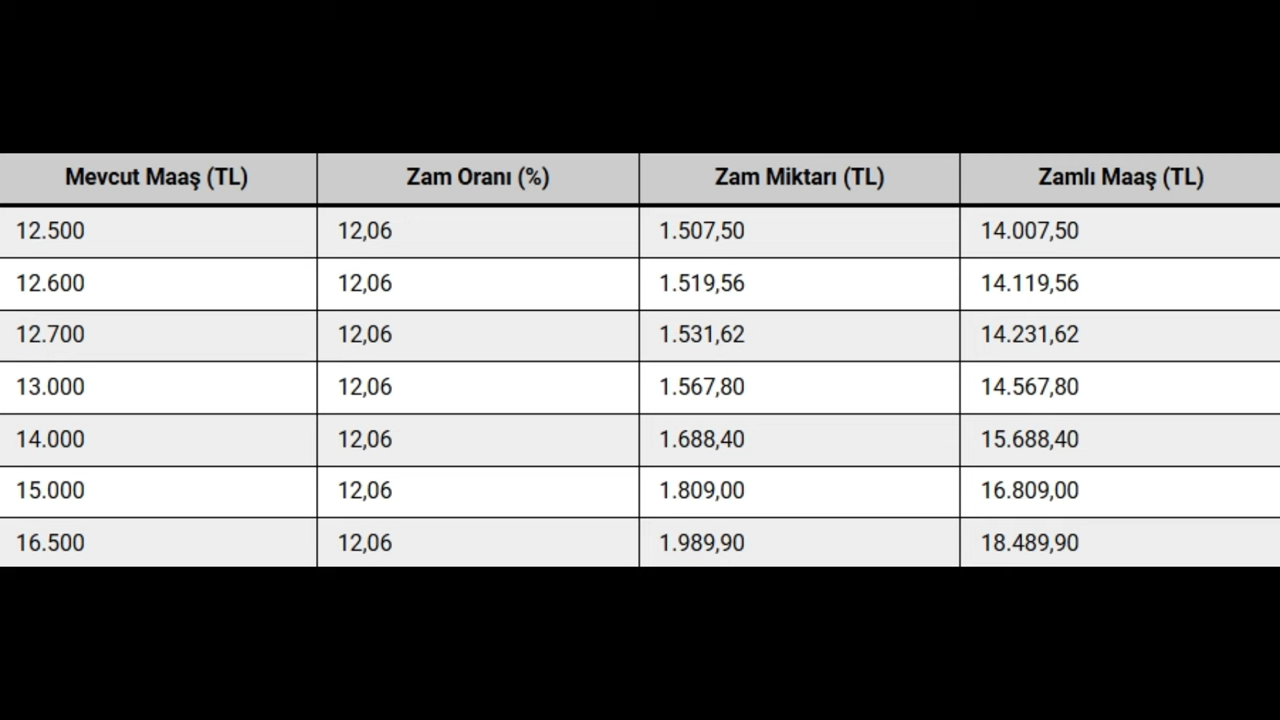 Mevcut Maaş (TL) Zam Oranı (%) Zam Miktarı (TL) Zamlı Maaş (TL)
12.500 12,06 1.507,50 14.007,50
12.600 12,06 1.519,56 14.119,56
12.700 12,06 1.531,62 14.231,62
13.000 12,06 1.567,80 14.567,80
14.000 12,06 1.688,40 15.688,40
15.000 12,06 1.809,00 16.809,00
16.500 12,06 1.989,90 18.489,90